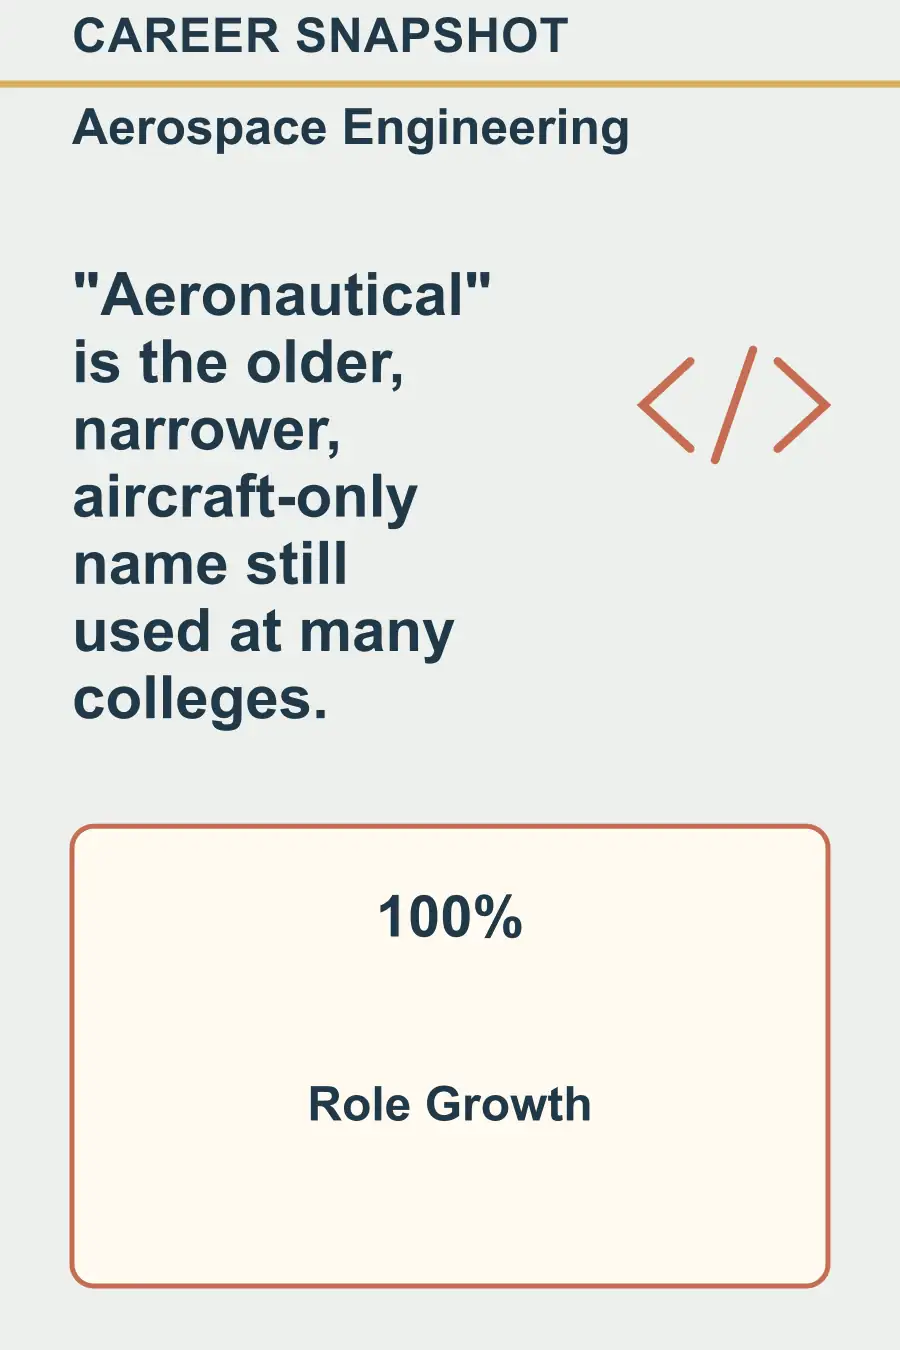 CAREER SNAPSHOT
Aerospace Engineering
"Aeronautical"
is the older,
narrower,
aircraft-only
name still
used at many
colleges.
</>
100%
Role Growth